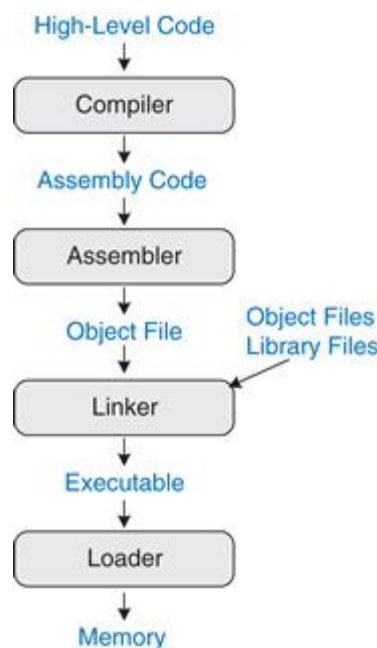 High-Level Code
Compiler
Assembly Code
Assembler
Object File
Object Files
Library Files
Linker
Executable
Loader
Memory